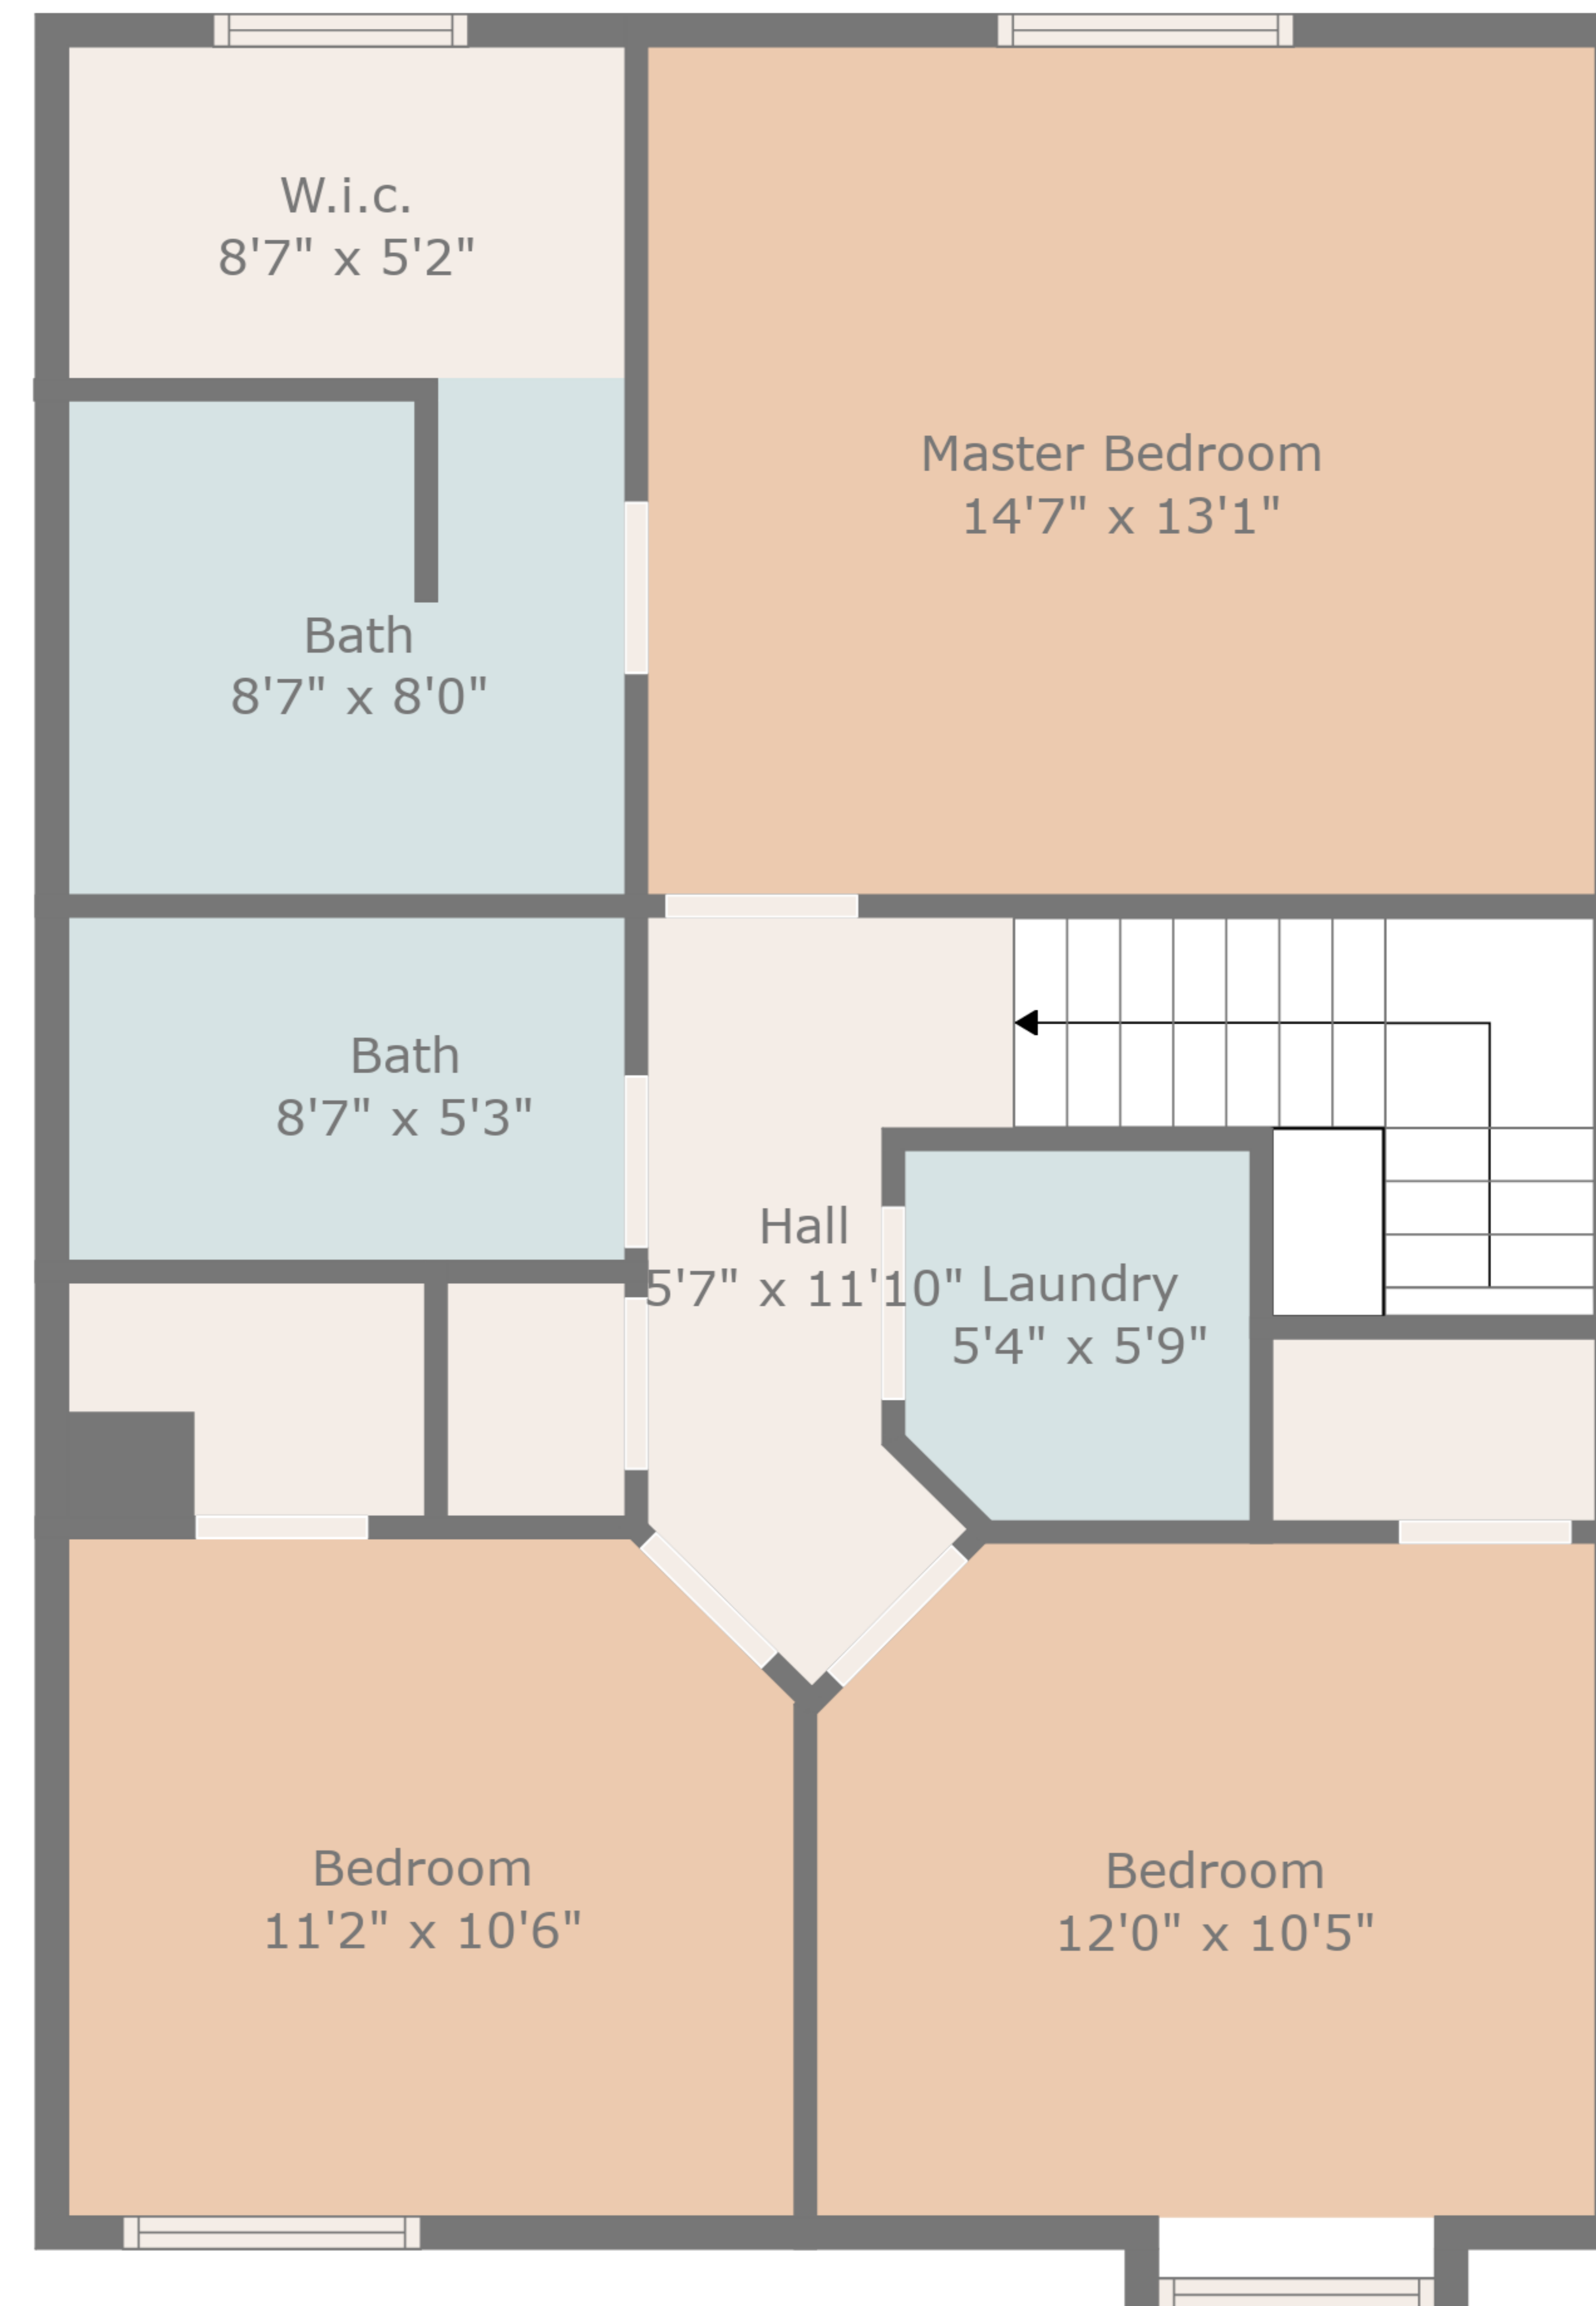 W.i.c.
8'7" x 5'2"
Master Bedroom
14'7" x 13'1"
Bath
8'7" x 8'0"
Bath
8'7" x 5'3"
Hall
5'7" x 11'10"
Laundry
5'4" x 5'9"
Bedroom
11'2" x 10'6"
Bedroom
12'0" x 10'5"